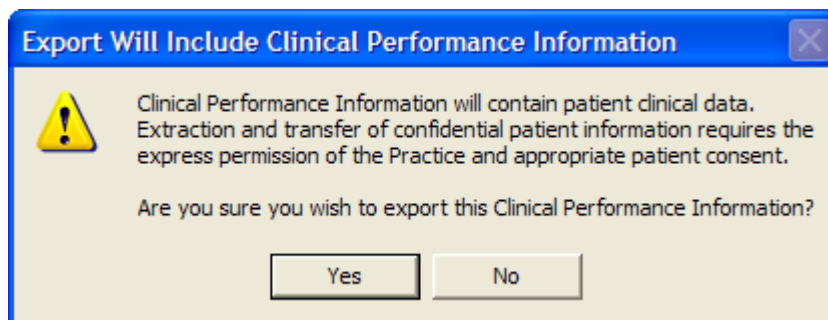 Export Will Include Clinical Performance Information
Clinical Performance Information will contain patient clinical data.
Extraction and transfer of confidential patient information requires the
express permission of the Practice and appropriate patient consent.
Are you sure you wish to export this Clinical Performance Information?
Yes No